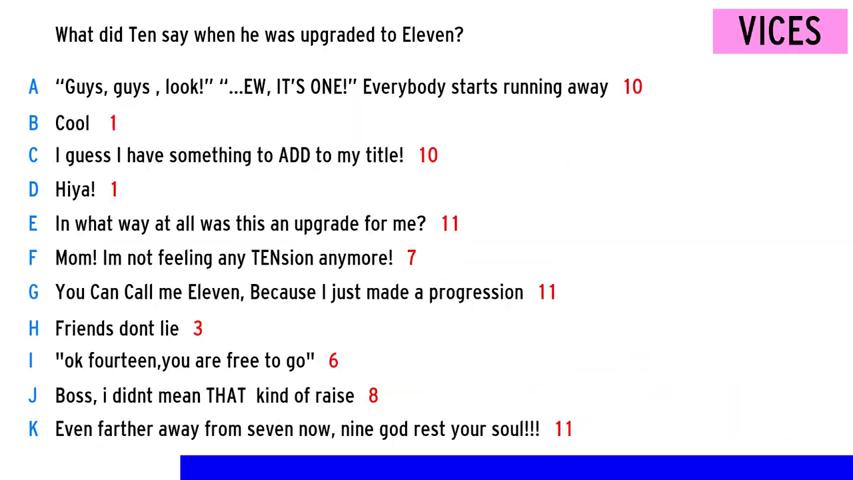 What did Ten say when he was upgraded to Eleven?
VICES
A “Guys, guys , look!” “...EW, IT'S ONE!” Everybody starts running away 10
B Cool 1
C I guess I have something to ADD to my title! 10
D Hiya! 1
E In what way at all was this an upgrade for me? 11
F Mom! Im not feeling any TENsion anymore! 7
G You Can Call me Eleven, Because I just made a progression 11
H Friends dont lie 3
I "ok fourteen,you are free to go" 6
J Boss, i didnt mean THAT kind of raise 8
K Even farther away from seven now, nine god rest your soul!!! 11